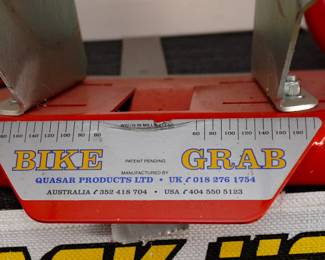 160 140 120 100 80 60 60 80 100 120 140 160 180
BIKE GRAB
PATENT PENDING
MANUFACTURED BY
QUASAR PRODUCTS LTD · UK ✆ 018 276 1754
AUSTRALIA ✆ 352 418 704 · USA ✆ 404 550 5123